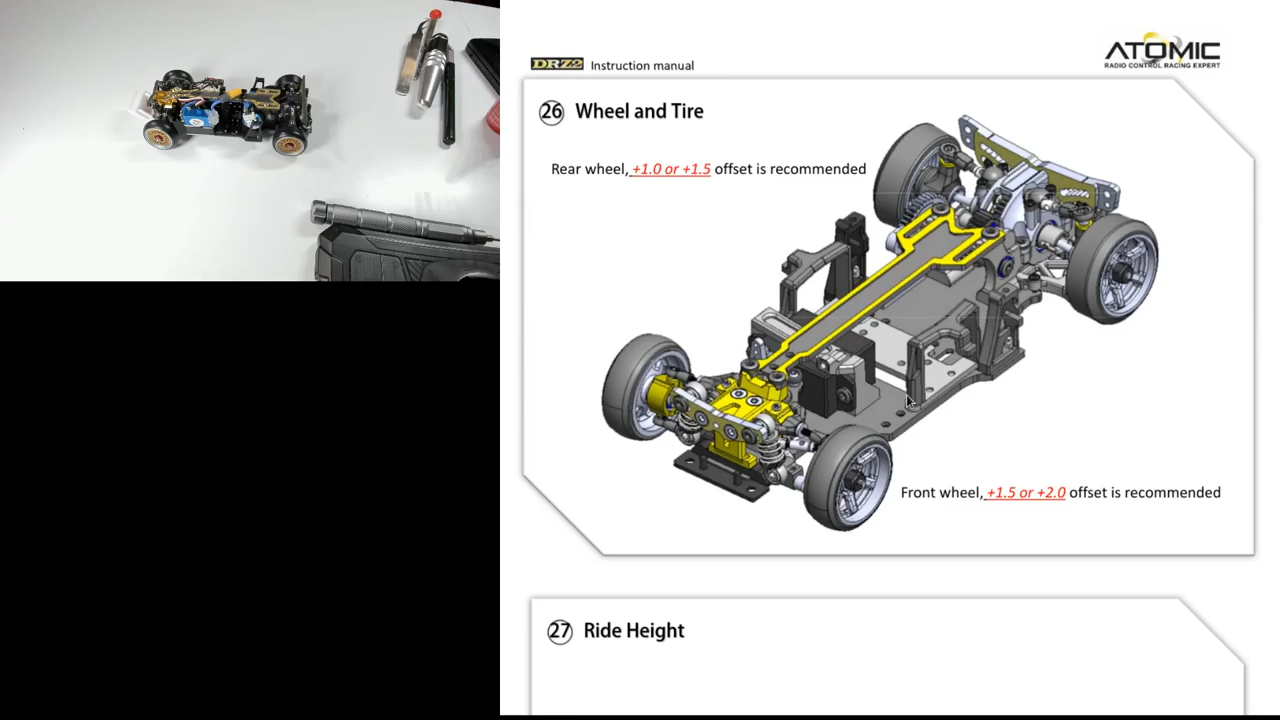 DRZ2 Instruction manual
ATOMIC
RADIO CONTROL RACING EXPERT
26 Wheel and Tire
Rear wheel, +1.0 or +1.5 offset is recommended
Front wheel, +1.5 or +2.0 offset is recommended
27 Ride Height